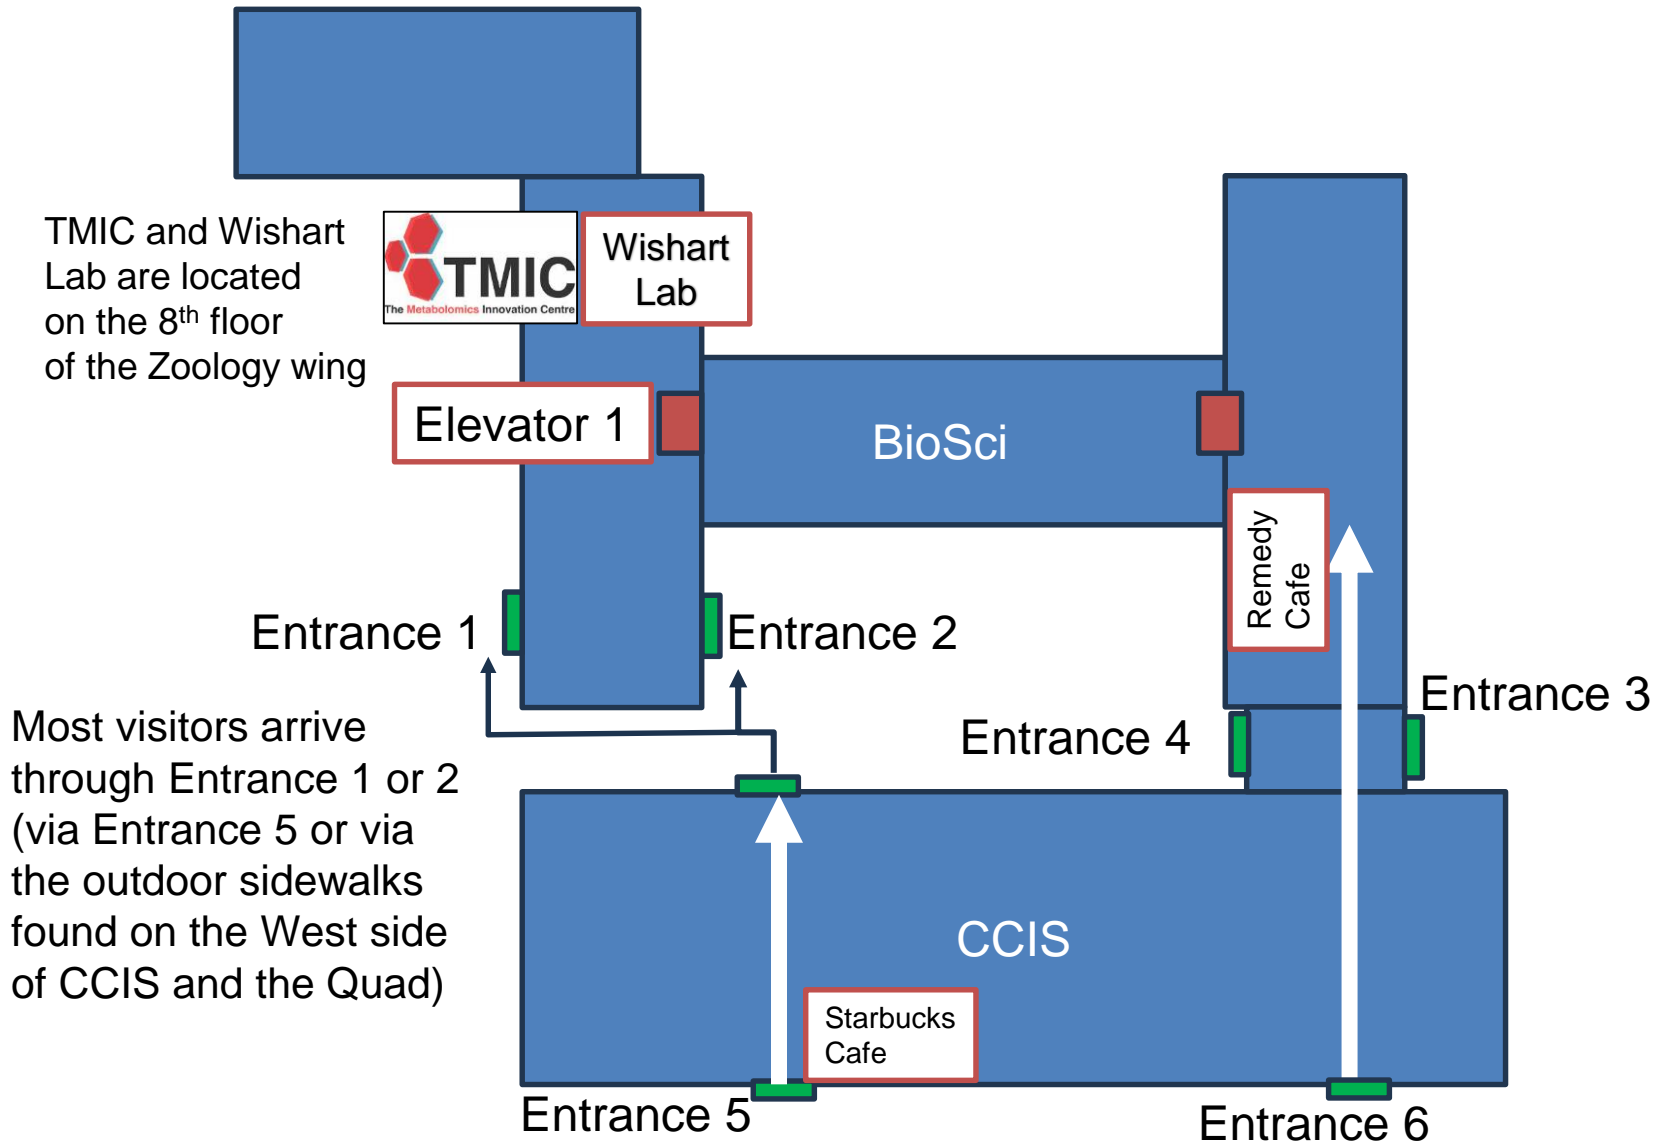 TMIC and Wishart
Lab are located
on the 8th floor
of the Zoology wing
TMIC
The Metabolomics Innovation Centre
Wishart
Lab
Elevator 1
BioSci
Remedy
Cafe
Entrance 1
Entrance 2
Entrance 3
Entrance 4
Most visitors arrive
through Entrance 1 or 2
(via Entrance 5 or via
the outdoor sidewalks
found on the West side
of CCIS and the Quad)
CCIS
Starbucks
Cafe
Entrance 5
Entrance 6